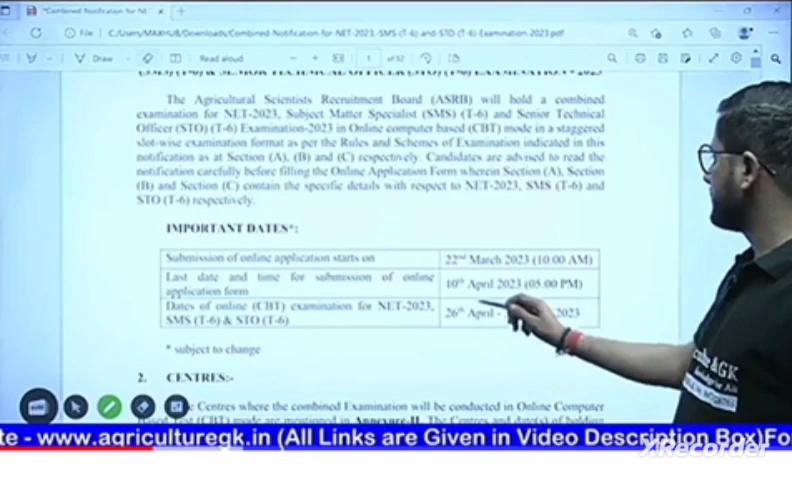 *Combined Notification for NE
File | C:/Users/MAXHUB/Downloads/Combined-Notification-for-NET-2023,-SMS-(T-6)-and-STO-(T-6)-Examination-2023.pdf
Draw
Read aloud
1 of 52
(SMS) (T-6) & SENIOR TECHNICAL OFFICER (STO) (T-6) EXAMINATION - 2023
The Agricultural Scientists Recruitment Board (ASRB) will hold a combined
examination for NET-2023, Subject Matter Specialist (SMS) (T-6) and Senior Technical
Officer (STO) (T-6) Examination-2023 in Online computer based (CBT) mode in a staggered
slot-wise examination format as per the Rules and Schemes of Examination indicated in this
notification as at Section (A), (B) and (C) respectively. Candidates are advised to read the
notification carefully before filling the Online Application Form wherein Section (A), Section
(B) and Section (C) contain the specific details with respect to NET-2023, SMS (T-6) and
STO (T-6) respectively.
IMPORTANT DATES*:
Submission of online application starts on 22nd March 2023 (10:00 AM)
Last date and time for submission of online
application form 10th April 2023 (05:00 PM)
Dates of online (CBT) examination for NET-2023,
SMS (T-6) & STO (T-6) 26th April - 2023
* subject to change
2. CENTRES:-
Centres where the combined Examination will be conducted in Online Computer
Based Test (CBT) mode are mentioned in Annexure-II. The Centres and date(s) of holding
te - www.agriculturegk.in (All Links are Given in Video Description Box)Fo
XRecorder